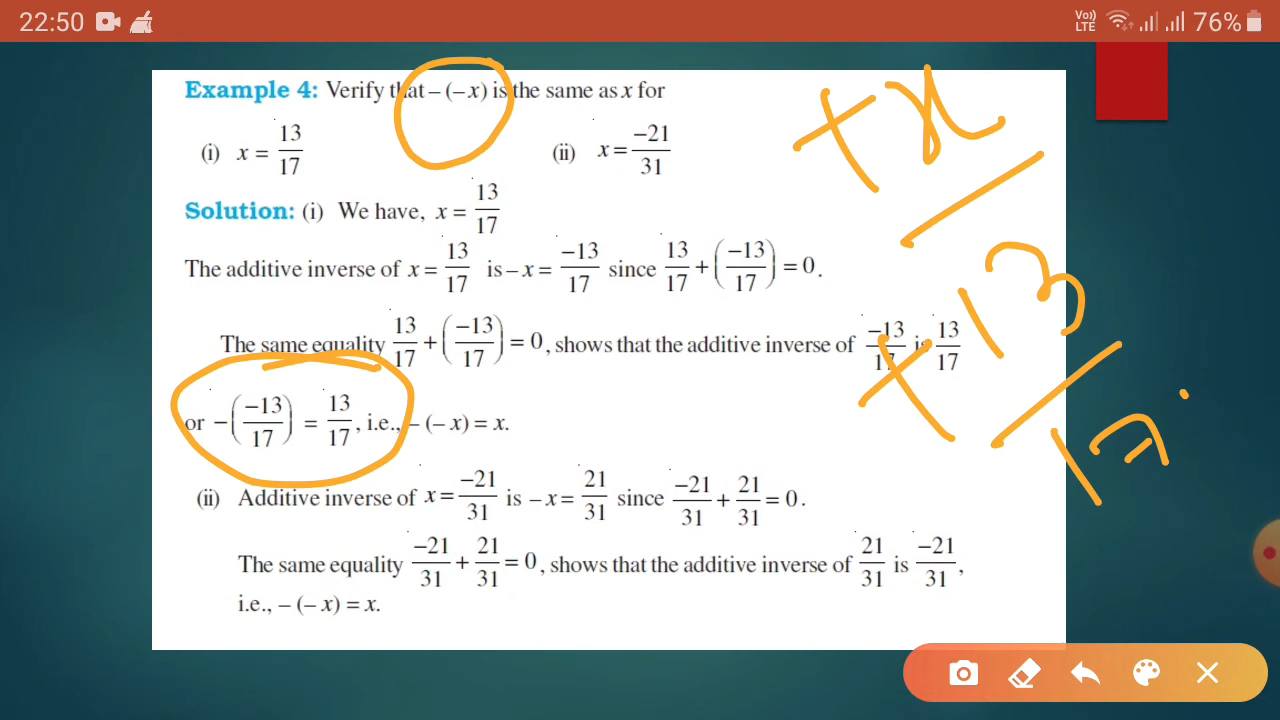 22:50 Vo)) LTE 76%
Example 4: Verify that – (– x) is the same as x for
(i) x = 13/17 (ii) x = –21/31
+x
Solution: (i) We have, x = 13/17
The additive inverse of x = 13/17 is – x = –13/17 since 13/17 + (–13/17) = 0.
The same equality 13/17 + (–13/17) = 0, shows that the additive inverse of –13/17 is 13/17
+13/17
or –(–13/17) = 13/17, i.e., – (– x) = x.
(ii) Additive inverse of x = –21/31 is – x = 21/31 since –21/31 + 21/31 = 0.
The same equality –21/31 + 21/31 = 0, shows that the additive inverse of 21/31 is –21/31,
i.e., – (– x) = x.